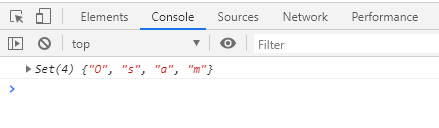 Elements Console Sources Network Performance
top Filter
Set(4) {"O", "s", "a", "m"}